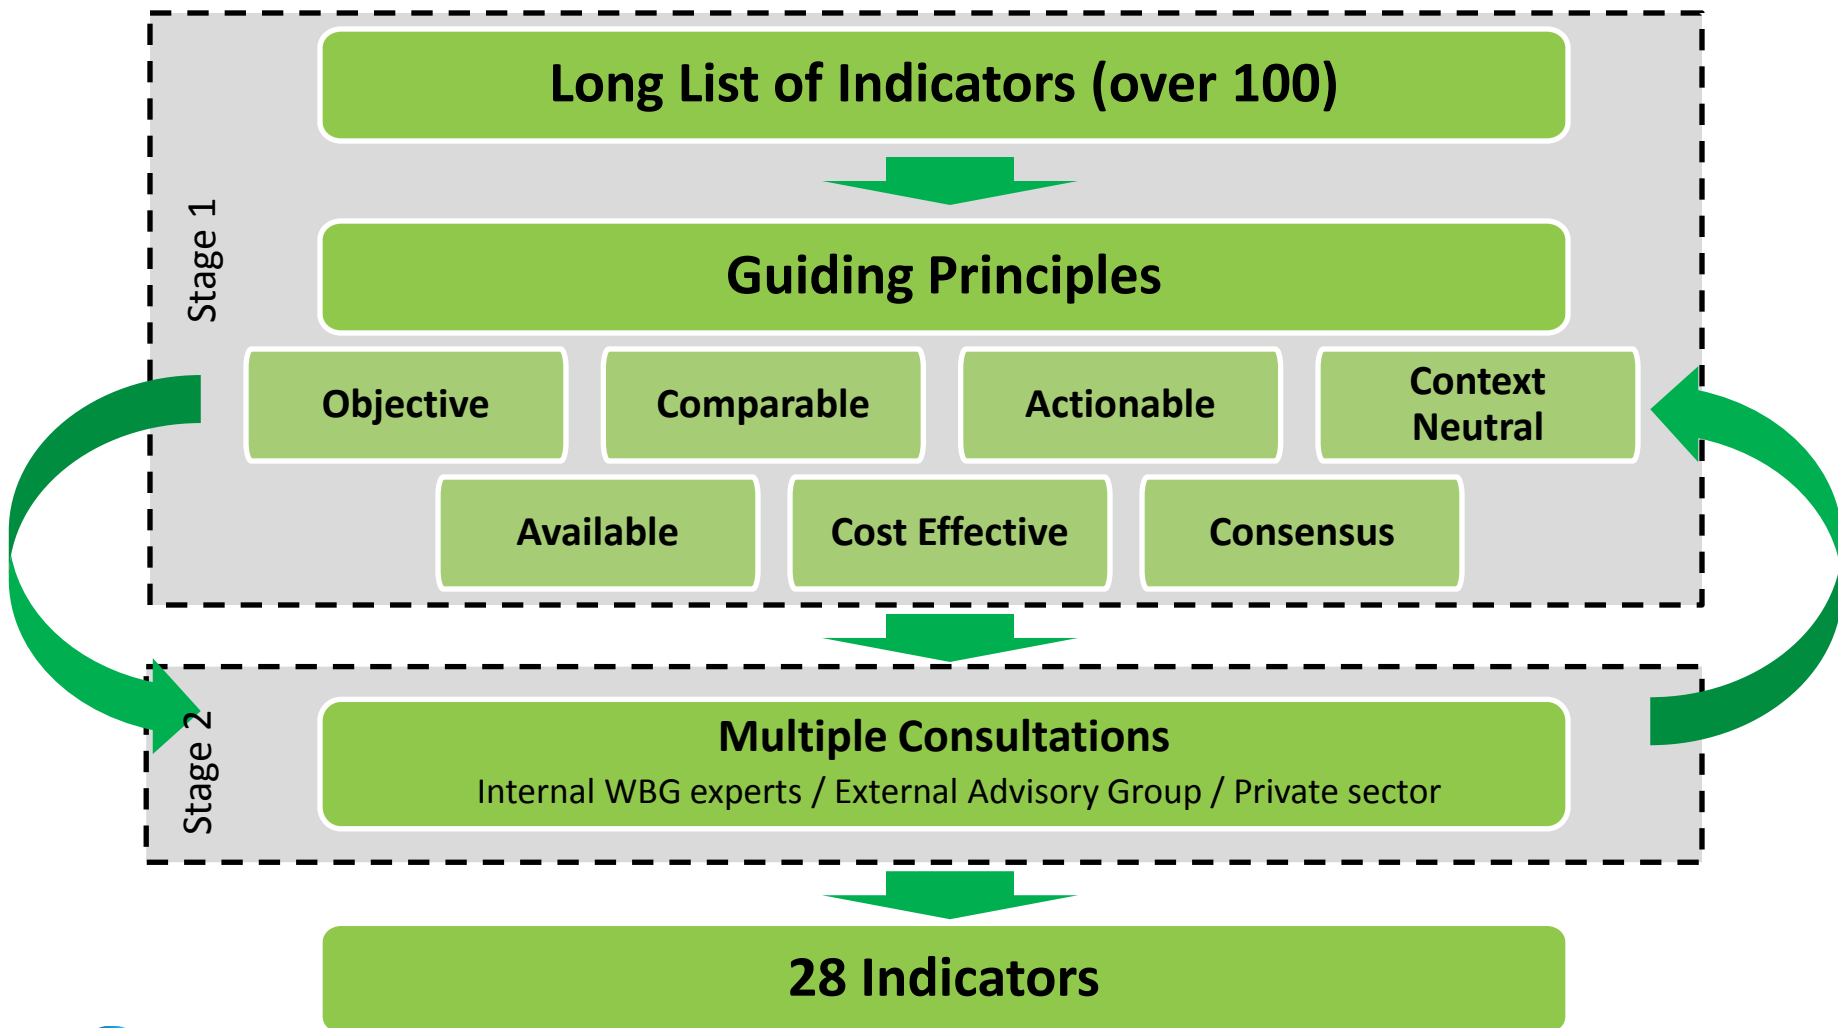 Long List of Indicators (over 100)
Stage 1
Guiding Principles
Objective
Comparable
Actionable
Context
Neutral
Available
Cost Effective
Consensus
Stage 2
Multiple Consultations
Internal WBG experts / External Advisory Group / Private sector
28 Indicators